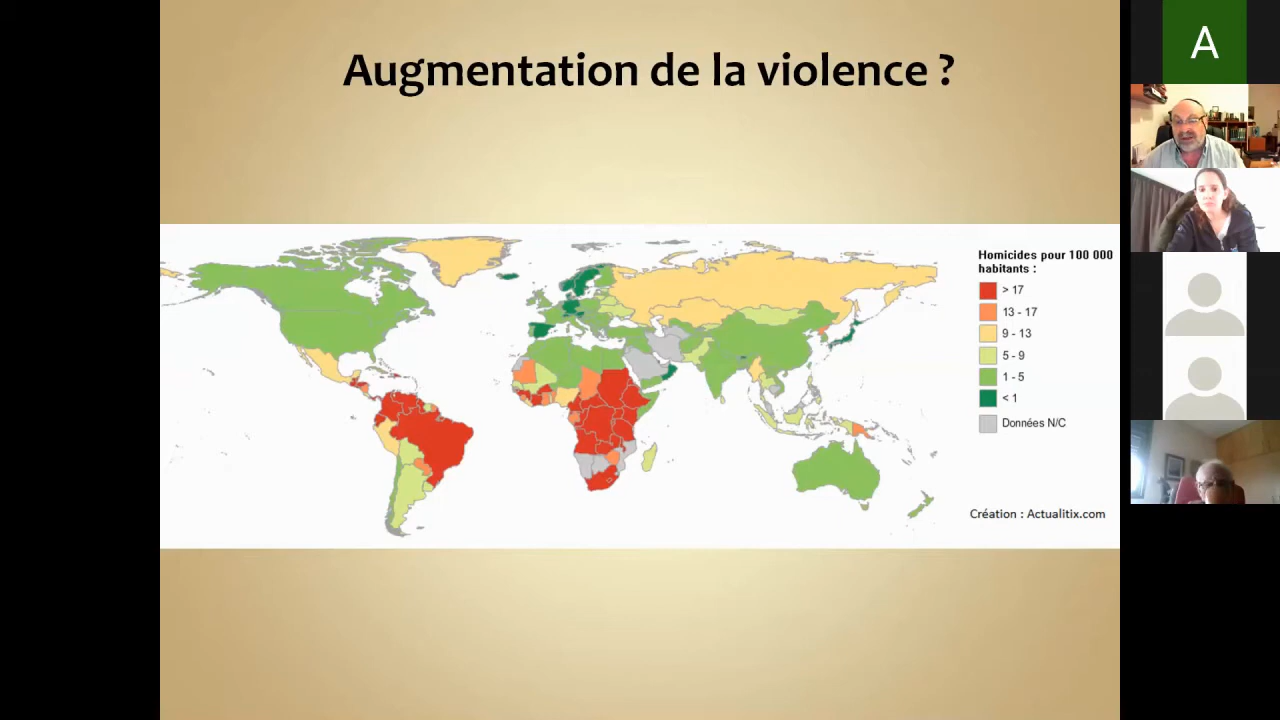 Augmentation de la violence ?
Homicides pour 100 000
habitants :
> 17
13 - 17
9 - 13
5 - 9
1 - 5
< 1
Données N/C
Création : Actualitix.com
A